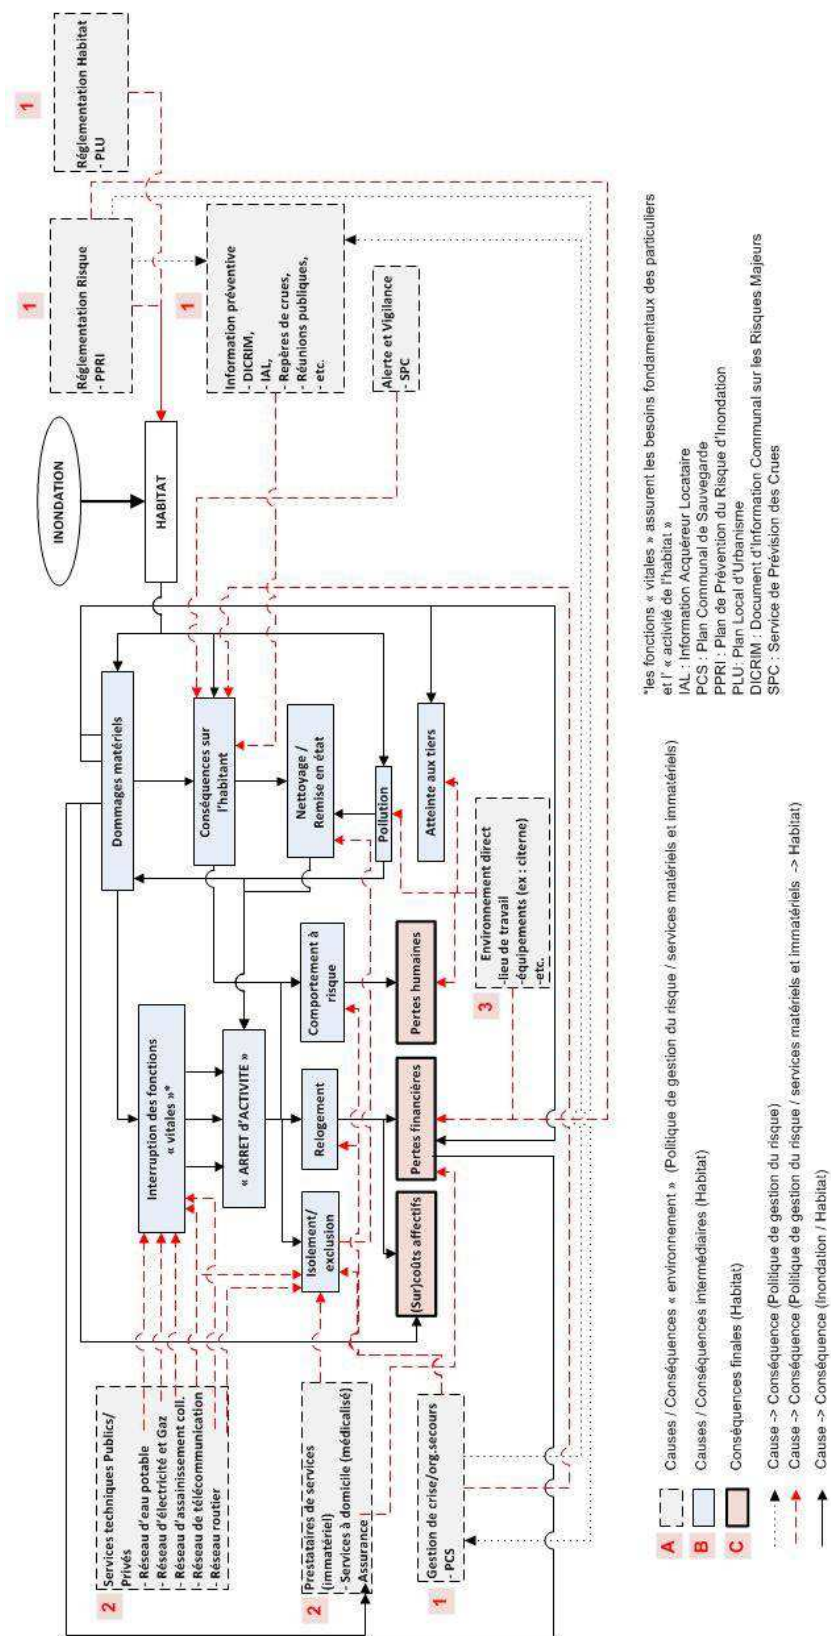 INONDATION
HABITAT
1
Réglementation Risque
- PPRI
1
Réglementation Habitat
- PLU
1
Information préventive
- DICRIM,
- IAL,
- Repères de crues,
- Réunions publiques,
- etc.
Alerte et Vigilance
- SPC
Dommages matériels
Conséquences sur
l'habitant
Nettoyage /
Remise en état
Pollution
Atteinte aux tiers
Interruption des fonctions
« vitales »*
« ARRET d'ACTIVITE »
Comportement à
risque
Relogement
Isolement/
exclusion
Pertes humaines
Pertes financières
(Sur)coûts affectifs
3
Environnement direct
-lieu de travail
-équipements (ex : citerne)
-etc.
2
Services techniques Publics/
Privés
- Réseau d'eau potable
- Réseau d'électricité et Gaz
- Réseau d'assainissement coll.
- Réseau de télécommunication
- Réseau routier
2
Prestataires de services
(immatériel)
- Services à domicile (médicalisé)
- Assurance
1
Gestion de crise/org.secours
- PCS
A
Causes / Conséquences « environnement » (Politique de gestion du risque / services matériels et immatériels)
B
Causes / Conséquences intermédiaires (Habitat)
C
Conséquences finales (Habitat)
Cause -> Conséquence (Politique de gestion du risque)
Cause -> Conséquence (Politique de gestion du risque / services matériels et immatériels -> Habitat)
Cause -> Conséquence (Inondation / Habitat)
*les fonctions « vitales » assurent les besoins fondamentaux des particuliers
et l' « activité de l'habitat »
IAL : Information Acquéreur Locataire
PCS : Plan Communal de Sauvegarde
PPRI : Plan de Prévention du Risque d'Inondation
PLU: Plan Local d'Urbanisme
DICRIM : Document d'Information Communal sur les Risques Majeurs
SPC : Service de Prévision des Crues